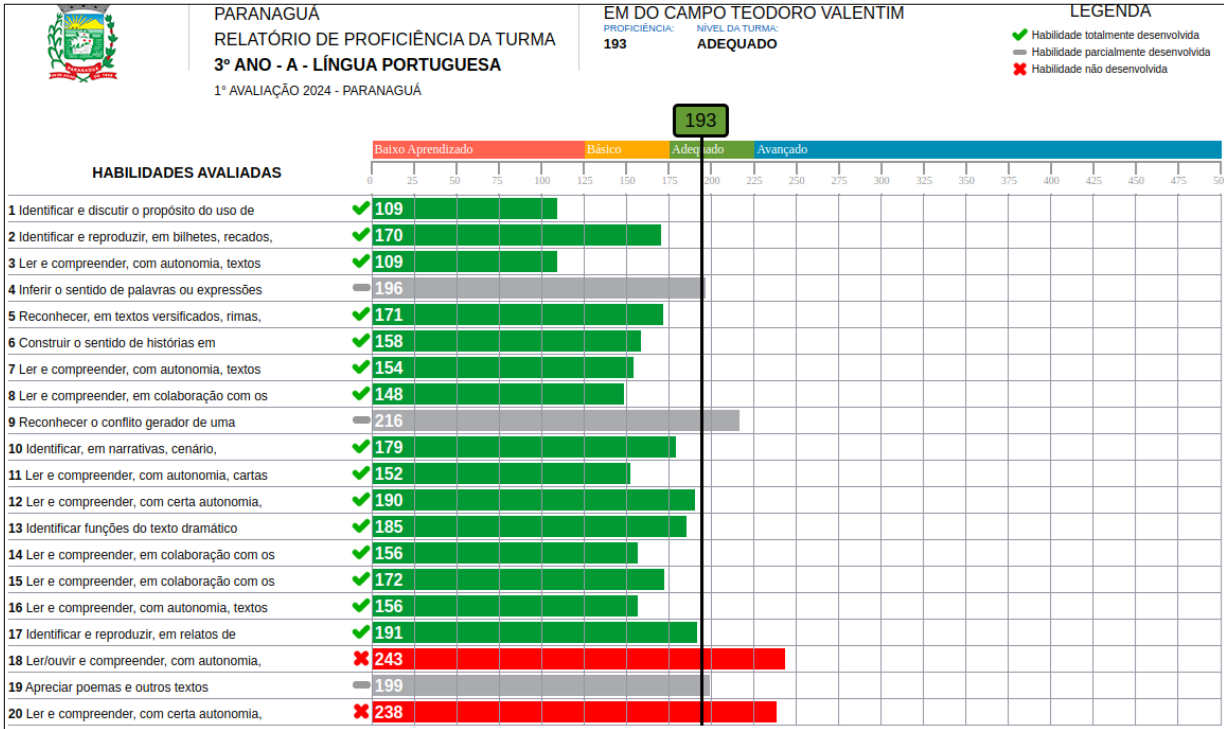 PARANAGUÁ
RELATÓRIO DE PROFICIÊNCIA DA TURMA
3º ANO - A - LÍNGUA PORTUGUESA
1° AVALIAÇÃO 2024 - PARANAGUÁ
EM DO CAMPO TEODORO VALENTIM
PROFICIÊNCIA: NÍVEL DA TURMA:
193 ADEQUADO
LEGENDA
Habilidade totalmente desenvolvida
Habilidade parcialmente desenvolvida
Habilidade não desenvolvida
193
Baixo Aprendizado Básico Adequado Avançado
HABILIDADES AVALIADAS
0 25 50 75 100 125 150 175 200 225 250 275 300 325 350 375 400 425 450 475 50
1 Identificar e discutir o propósito do uso de 109
2 Identificar e reproduzir, em bilhetes, recados, 170
3 Ler e compreender, com autonomia, textos 109
4 Inferir o sentido de palavras ou expressões 196
5 Reconhecer, em textos versificados, rimas, 171
6 Construir o sentido de histórias em 158
7 Ler e compreender, com autonomia, textos 154
8 Ler e compreender, em colaboração com os 148
9 Reconhecer o conflito gerador de uma 216
10 Identificar, em narrativas, cenário, 179
11 Ler e compreender, com autonomia, cartas 152
12 Ler e compreender, com certa autonomia, 190
13 Identificar funções do texto dramático 185
14 Ler e compreender, em colaboração com os 156
15 Ler e compreender, em colaboração com os 172
16 Ler e compreender, com autonomia, textos 156
17 Identificar e reproduzir, em relatos de 191
18 Ler/ouvir e compreender, com autonomia, 243
19 Apreciar poemas e outros textos 199
20 Ler e compreender, com certa autonomia, 238